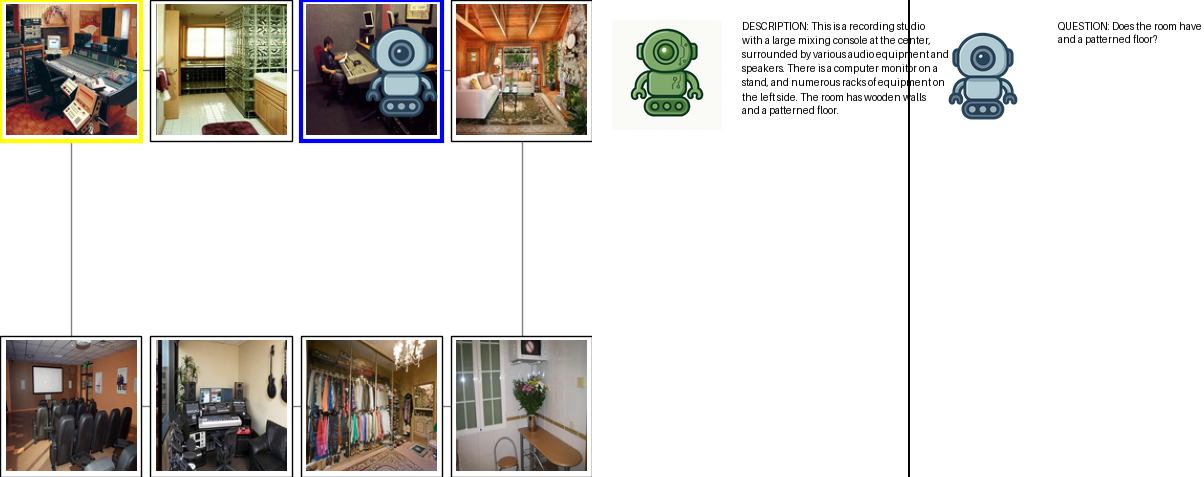 DESCRIPTION: This is a recording studio
with a large mixing console at the center,
surrounded by various audio equipment and
speakers. There is a computer monitor on a
stand, and numerous racks of equipment on
the left side. The room has wooden walls
and a patterned floor.
QUESTION: Does the room have
and a patterned floor?